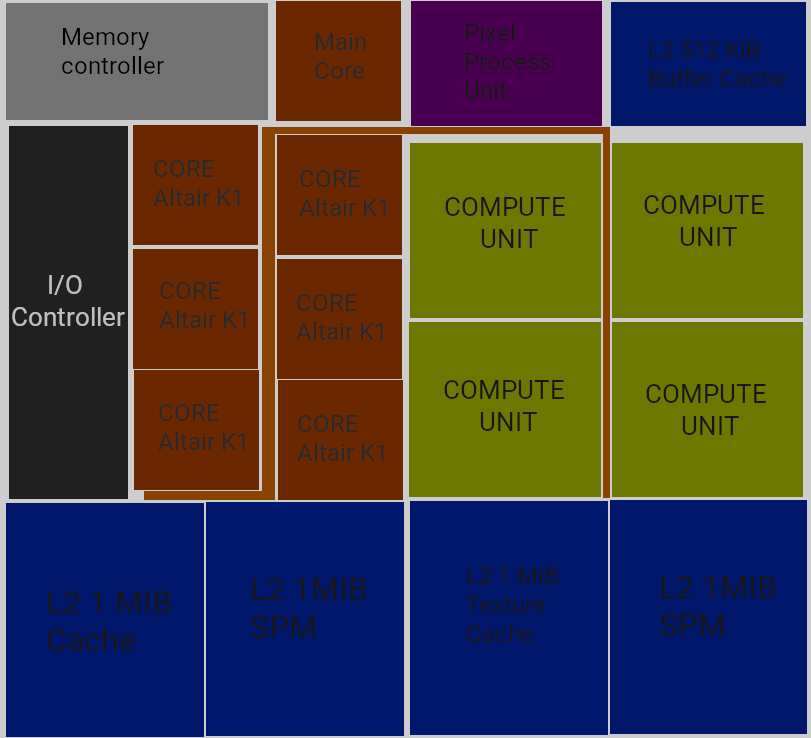 Memory
controller
Main
Core
Pixel
Process
Unit
L2 512 KiB
Buffer Cache
I/O
Controller
CORE
Altair K1
CORE
Altair K1
CORE
Altair K1
CORE
Altair K1
CORE
Altair K1
CORE
Altair K1
COMPUTE
UNIT
COMPUTE
UNIT
COMPUTE
UNIT
COMPUTE
UNIT
L2 1 MIB
Cache
L2 1MIB
SPM
L2 1 MIB
Texture
Cache
L2 1MIB
SPM